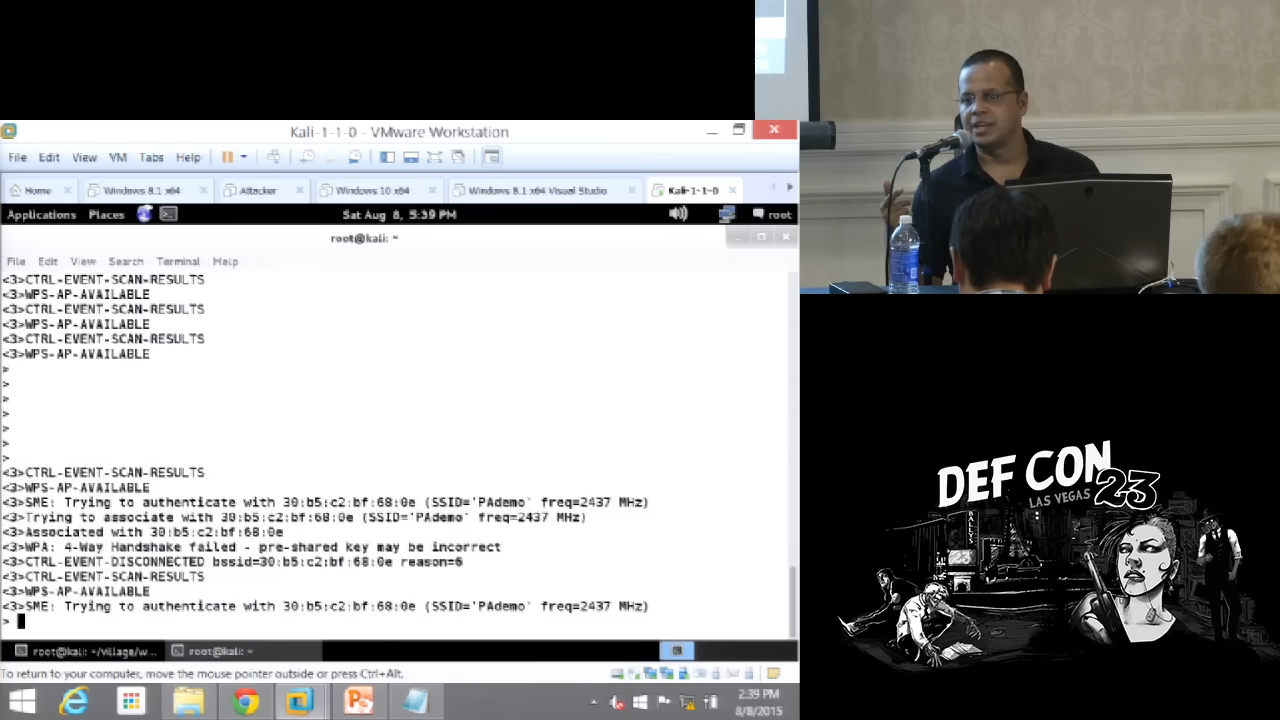 Kali-1-1-0 - VMware Workstation
File Edit View VM Tabs Help
Home Windows 8.1 x64 Attacker Windows 10 x64 Windows 8.1 x64 Visual Studio Kali-1-1-0
Applications Places Sat Aug 8, 5:39 PM root
root@kali: ~
File Edit View Search Terminal Help
<3>CTRL-EVENT-SCAN-RESULTS
<3>WPS-AP-AVAILABLE
<3>CTRL-EVENT-SCAN-RESULTS
<3>WPS-AP-AVAILABLE
<3>CTRL-EVENT-SCAN-RESULTS
<3>WPS-AP-AVAILABLE
>
>
>
>
>
>
>
<3>CTRL-EVENT-SCAN-RESULTS
<3>WPS-AP-AVAILABLE
<3>SME: Trying to authenticate with 30:b5:c2:bf:68:0e (SSID='PAdemo' freq=2437 MHz)
<3>Trying to associate with 30:b5:c2:bf:68:0e (SSID='PAdemo' freq=2437 MHz)
<3>Associated with 30:b5:c2:bf:68:0e
<3>WPA: 4-Way Handshake failed - pre-shared key may be incorrect
<3>CTRL-EVENT-DISCONNECTED bssid=30:b5:c2:bf:68:0e reason=6
<3>CTRL-EVENT-SCAN-RESULTS
<3>WPS-AP-AVAILABLE
<3>SME: Trying to authenticate with 30:b5:c2:bf:68:0e (SSID='PAdemo' freq=2437 MHz)
>
root@kali: ~/village/w... root@kali: ~
To return to your computer, move the mouse pointer outside or press Ctrl+Alt.
2:39 PM
8/8/2015
DEF CON
LAS VEGAS 23